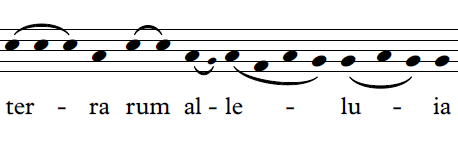 ter - ra rum al - le - lu - ia